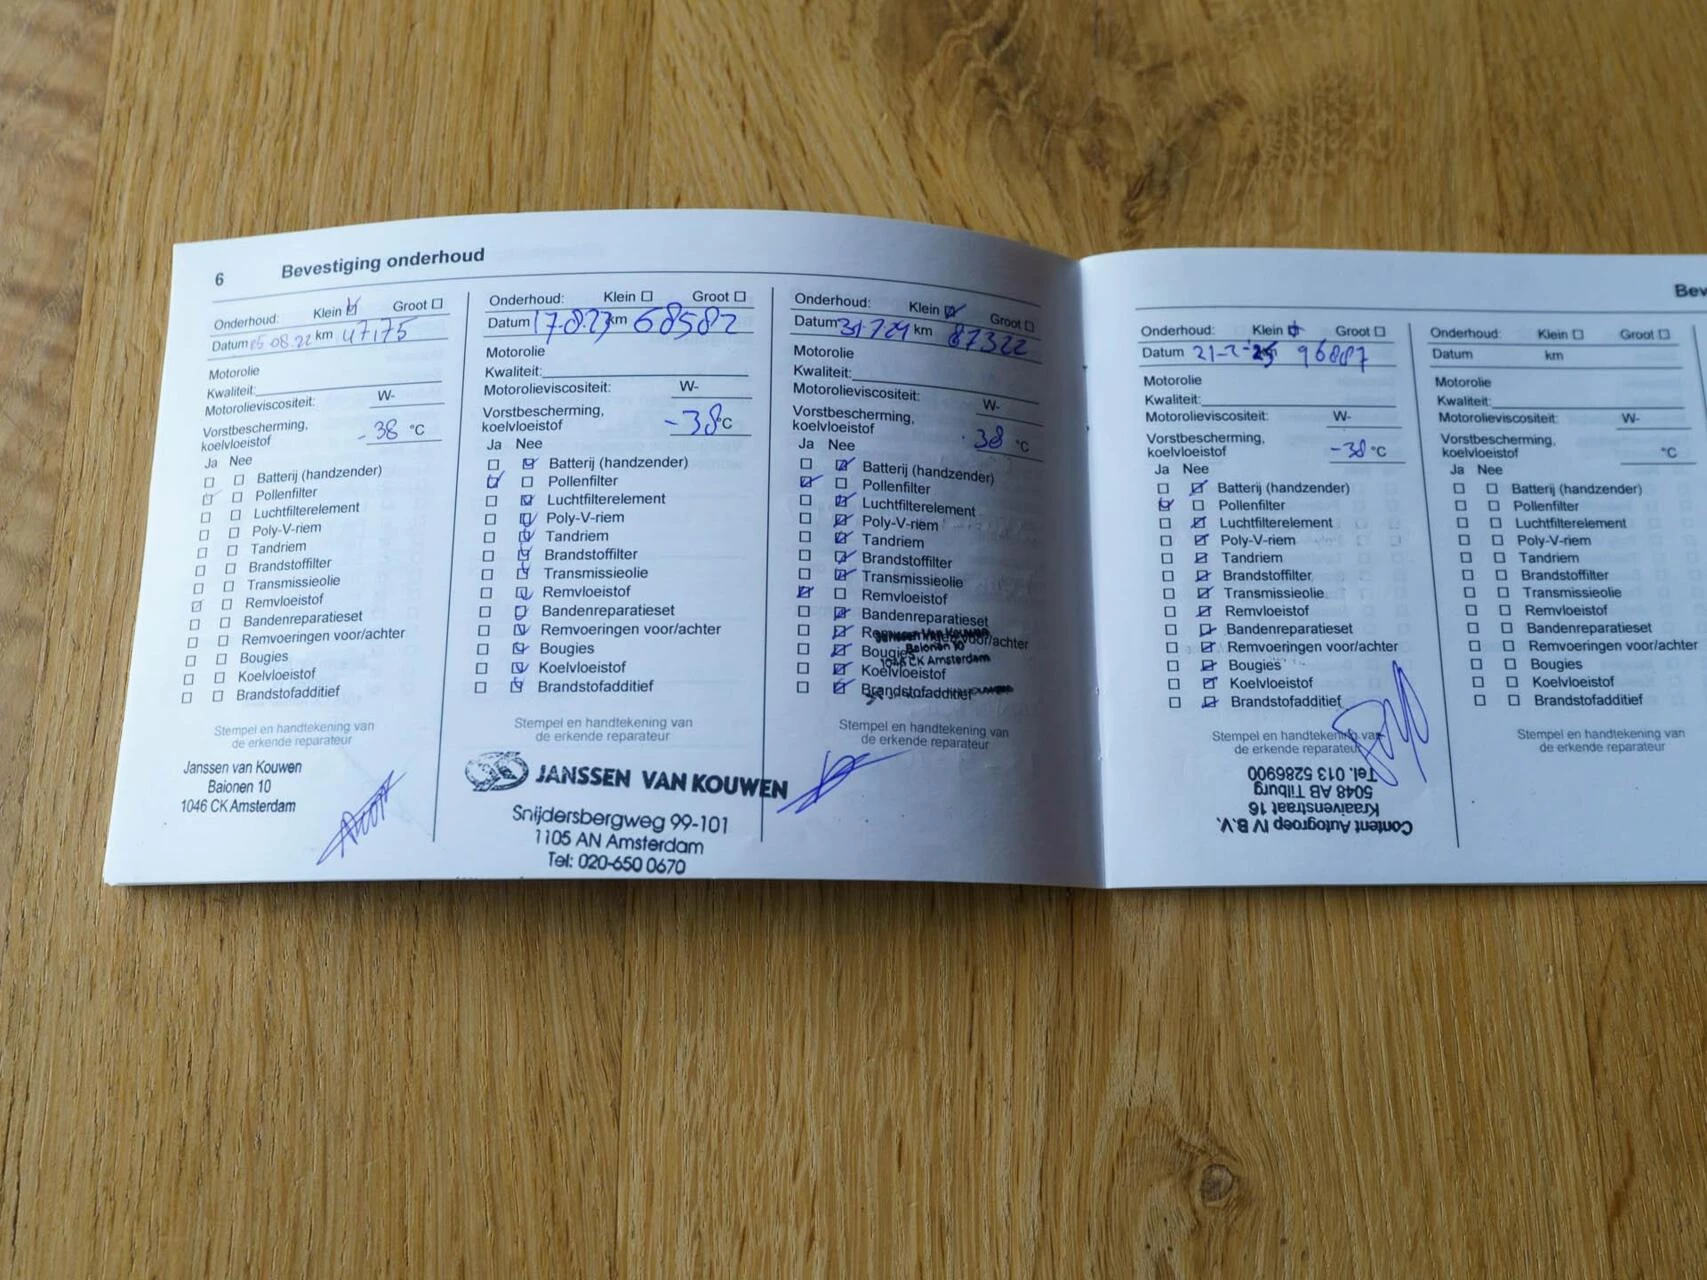 6 Bevestiging onderhoud
Onderhoud: Klein Groot
Datum 05-08-22 km 47175
Motorolie
Kwaliteit:
Motorolieviscositeit: W-
Vorstbescherming,
koelvloeistof -38 °C
Ja Nee
Batterij (handzender)
Pollenfilter
Luchtfilterelement
Poly-V-riem
Tandriem
Brandstoffilter
Transmissieolie
Remvloeistof
Bandenreparatieset
Remvoeringen voor/achter
Bougies
Koelvloeistof
Brandstofadditief
Stempel en handtekening van
de erkende reparateur
Janssen van Kouwen
Baionen 10
1046 CK Amsterdam
Onderhoud: Klein Groot
Datum 17-8-23 km 68582
Motorolie
Kwaliteit:
Motorolieviscositeit: W-
Vorstbescherming,
koelvloeistof -38 °C
Ja Nee
Batterij (handzender)
Pollenfilter
Luchtfilterelement
Poly-V-riem
Tandriem
Brandstoffilter
Transmissieolie
Remvloeistof
Bandenreparatieset
Remvoeringen voor/achter
Bougies
Koelvloeistof
Brandstofadditief
Stempel en handtekening van
de erkende reparateur
JANSSEN VAN KOUWEN
Snijdersbergweg 99-101
1105 AN Amsterdam
Tel: 020-650 0670
Onderhoud: Klein Groot
Datum km 87322
Motorolie
Kwaliteit:
Motorolieviscositeit: W-
Vorstbescherming,
koelvloeistof 38 °C
Ja Nee
Batterij (handzender)
Pollenfilter
Luchtfilterelement
Poly-V-riem
Tandriem
Brandstoffilter
Transmissieolie
Remvloeistof
Bandenreparatieset
Remvoeringen voor/achter
Janssen Van Kouwen
Baionen 10
Bougies
1046 CK Amsterdam
Koelvloeistof
Brandstofadditief
Stempel en handtekening van
de erkende reparateur
Bev
Onderhoud: Klein Groot
Datum 21-2-25 96887
Motorolie
Kwaliteit:
Motorolieviscositeit: W-
Vorstbescherming,
koelvloeistof -38 °C
Ja Nee
Batterij (handzender)
Pollenfilter
Luchtfilterelement
Poly-V-riem
Tandriem
Brandstoffilter
Transmissieolie
Remvloeistof
Bandenreparatieset
Remvoeringen voor/achter
Bougies
Koelvloeistof
Brandstofadditief
Stempel en handtekening van
de erkende reparateur
Content Autogroep IV B.V.
Kraaivenstraat 16
5048 AB Tilburg
Tel. 013 5286900
Onderhoud: Klein Groot
Datum km
Motorolie
Kwaliteit:
Motorolieviscositeit: W-
Vorstbescherming,
koelvloeistof °C
Ja Nee
Batterij (handzender)
Pollenfilter
Luchtfilterelement
Poly-V-riem
Tandriem
Brandstoffilter
Transmissieolie
Remvloeistof
Bandenreparatieset
Remvoeringen voor/achter
Bougies
Koelvloeistof
Brandstofadditief
Stempel en handtekening van
de erkende reparateur